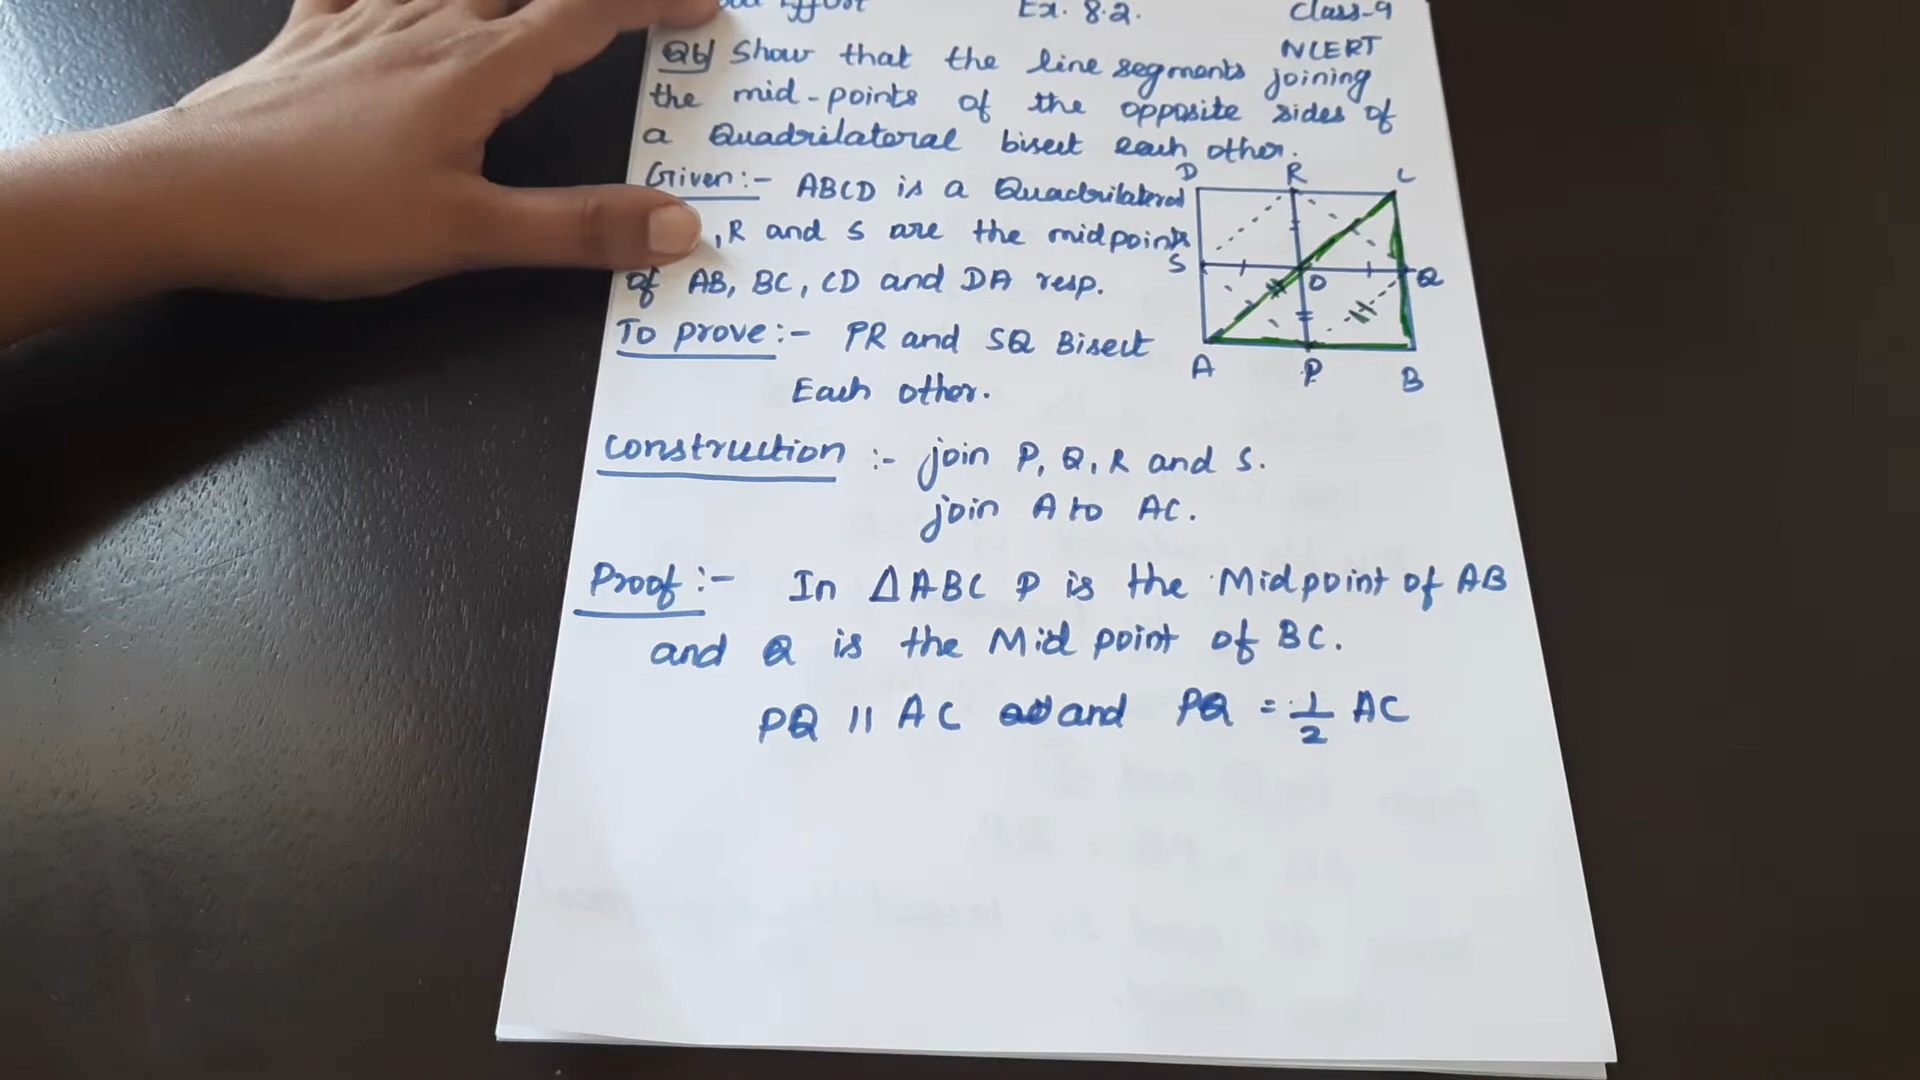 Effort Ex. 8.2. Class-9
NCERT
Q6) Show that the line segments joining
the mid-points of the opposite sides of
a Quadrilateral bisect each other.
Given:- ABCD is a Quadrilateral
,R and S are the midpoints
of AB, BC, CD and DA resp.
To prove:- PR and SQ Bisect
Each other.
Construction :- join P, Q, R and S.
join A to AC.
Proof:- In ΔABC P is the Midpoint of AB
and Q is the Mid point of BC.
PQ || AC and PQ = 1/2 AC
D R C
S O Q
A P B